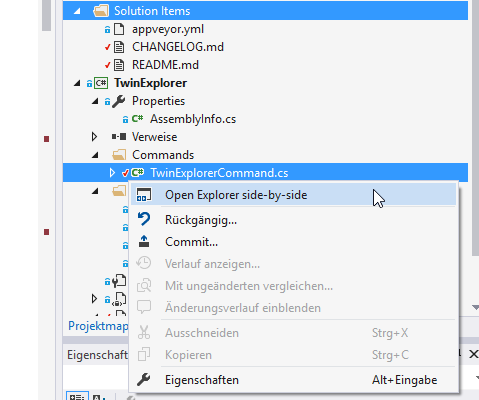 Solution Items
appveyor.yml
CHANGELOG.md
README.md
C# TwinExplorer
Properties
C# AssemblyInfo.cs
Verweise
Commands
C# TwinExplorerCommand.cs
Open Explorer side-by-side
Rückgängig...
Commit...
Verlauf anzeigen...
Mit ungeänderten vergleichen...
Änderungsverlauf einblenden
Ausschneiden Strg+X
Kopieren Strg+C
Eigenschaften Alt+Eingabe
Projektmap
Eigenschaft